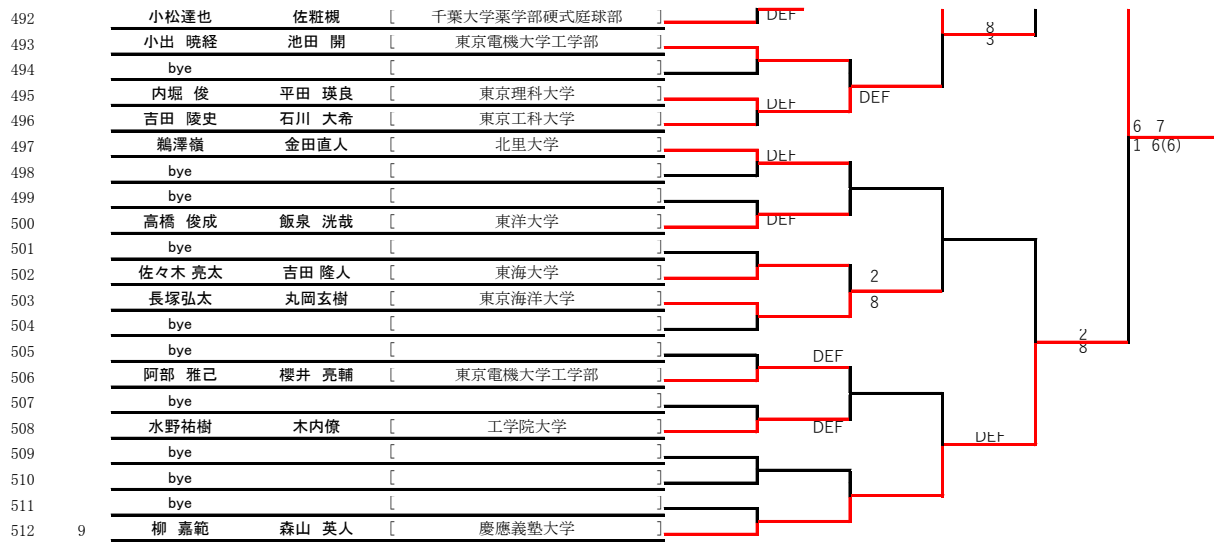 492 小松達也 佐粧槻 [ 千葉大学薬学部硬式庭球部 ] DEF
493 小出 暁経 池田 開 [ 東京電機大学工学部 ] 8
3
494 bye [ ]
495 内堀 俊 平田 瑛良 [ 東京理科大学 ] DEF DEF
496 吉田 陵史 石川 大希 [ 東京工科大学 ] 6 7
497 鵜澤嶺 金田直人 [ 北里大学 ] DEF 1 6(6)
498 bye [ ]
499 bye [ ]
500 高橋 俊成 飯泉 洸哉 [ 東洋大学 ] DEF
501 bye [ ]
502 佐々木 亮太 吉田 隆人 [ 東海大学 ] 2
503 長塚弘太 丸岡玄樹 [ 東京海洋大学 ] 8
504 bye [ ] 2
8
505 bye [ ] DEF
506 阿部 雅己 櫻井 亮輔 [ 東京電機大学工学部 ]
507 bye [ ]
508 水野祐樹 木内僚 [ 工学院大学 ] DEF DEF
509 bye [ ]
510 bye [ ]
511 bye [ ]
512 9 柳 嘉範 森山 英人 [ 慶應義塾大学 ]